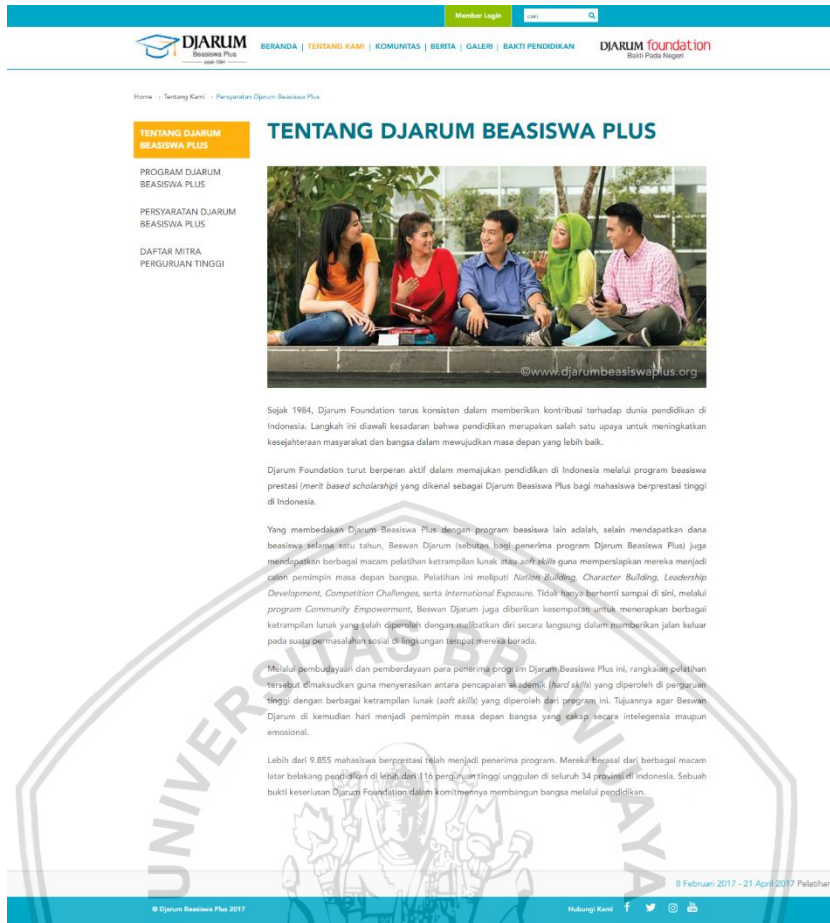 Member Login
cari
DJARUM
Beasiswa Plus
sejak 1984
BERANDA | TENTANG KAMI | KOMUNITAS | BERITA | GALERI | BAKTI PENDIDIKAN
DJARUM foundation
Bakti Pada Negeri
Home › Tentang Kami › Persyaratan Djarum Beasiswa Plus
TENTANG DJARUM
BEASISWA PLUS
PROGRAM DJARUM
BEASISWA PLUS
PERSYARATAN DJARUM
BEASISWA PLUS
DAFTAR MITRA
PERGURUAN TINGGI
TENTANG DJARUM BEASISWA PLUS
©www.djarumbeasiswaplus.org
Sejak 1984, Djarum Foundation terus konsisten dalam memberikan kontribusi terhadap dunia pendidikan di
Indonesia. Langkah ini diawali kesadaran bahwa pendidikan merupakan salah satu upaya untuk meningkatkan
kesejahteraan masyarakat dan bangsa dalam mewujudkan masa depan yang lebih baik.
Djarum Foundation turut berperan aktif dalam memajukan pendidikan di Indonesia melalui program beasiswa
prestasi (merit based scholarship) yang dikenal sebagai Djarum Beasiswa Plus bagi mahasiswa berprestasi tinggi
di Indonesia.
Yang membedakan Djarum Beasiswa Plus dengan program beasiswa lain adalah, selain mendapatkan dana
beasiswa selama satu tahun, Beswan Djarum (sebutan bagi penerima program Djarum Beasiswa Plus) juga
mendapatkan berbagai macam pelatihan ketrampilan lunak atau soft skills guna mempersiapkan mereka menjadi
calon pemimpin masa depan bangsa. Pelatihan ini meliputi Nation Building, Character Building, Leadership
Development, Competition Challenges, serta International Exposure. Tidak hanya berhenti sampai di sini, melalui
program Community Empowerment, Beswan Djarum juga diberikan kesempatan untuk menerapkan berbagai
ketrampilan lunak yang telah diperoleh dengan melibatkan diri secara langsung dalam memberikan jalan keluar
pada suatu permasalahan sosial di lingkungan tempat mereka berada.
Melalui pembudayaan dan pemberdayaan para penerima program Djarum Beasiswa Plus ini, rangkaian pelatihan
tersebut dimaksudkan guna menyerasikan antara pencapaian akademik (hard skills) yang diperoleh di perguruan
tinggi dengan berbagai ketrampilan lunak (soft skills) yang diperoleh dari program ini. Tujuannya agar Beswan
Djarum di kemudian hari menjadi pemimpin masa depan bangsa yang cakap secara intelegensia maupun
emosional.
Lebih dari 9.855 mahasiswa berprestasi telah menjadi penerima program. Mereka berasal dari berbagai macam
latar belakang pendidikan di lebih dari 116 perguruan tinggi unggulan di seluruh 34 provinsi di Indonesia. Sebuah
bukti keseriusan Djarum Foundation dalam komitmennya membangun bangsa melalui pendidikan.
UNIVERSITAS BRAWIJAYA
8 Februari 2017 - 21 April 2017 Pelatihan
© Djarum Beasiswa Plus 2017
Hubungi Kami